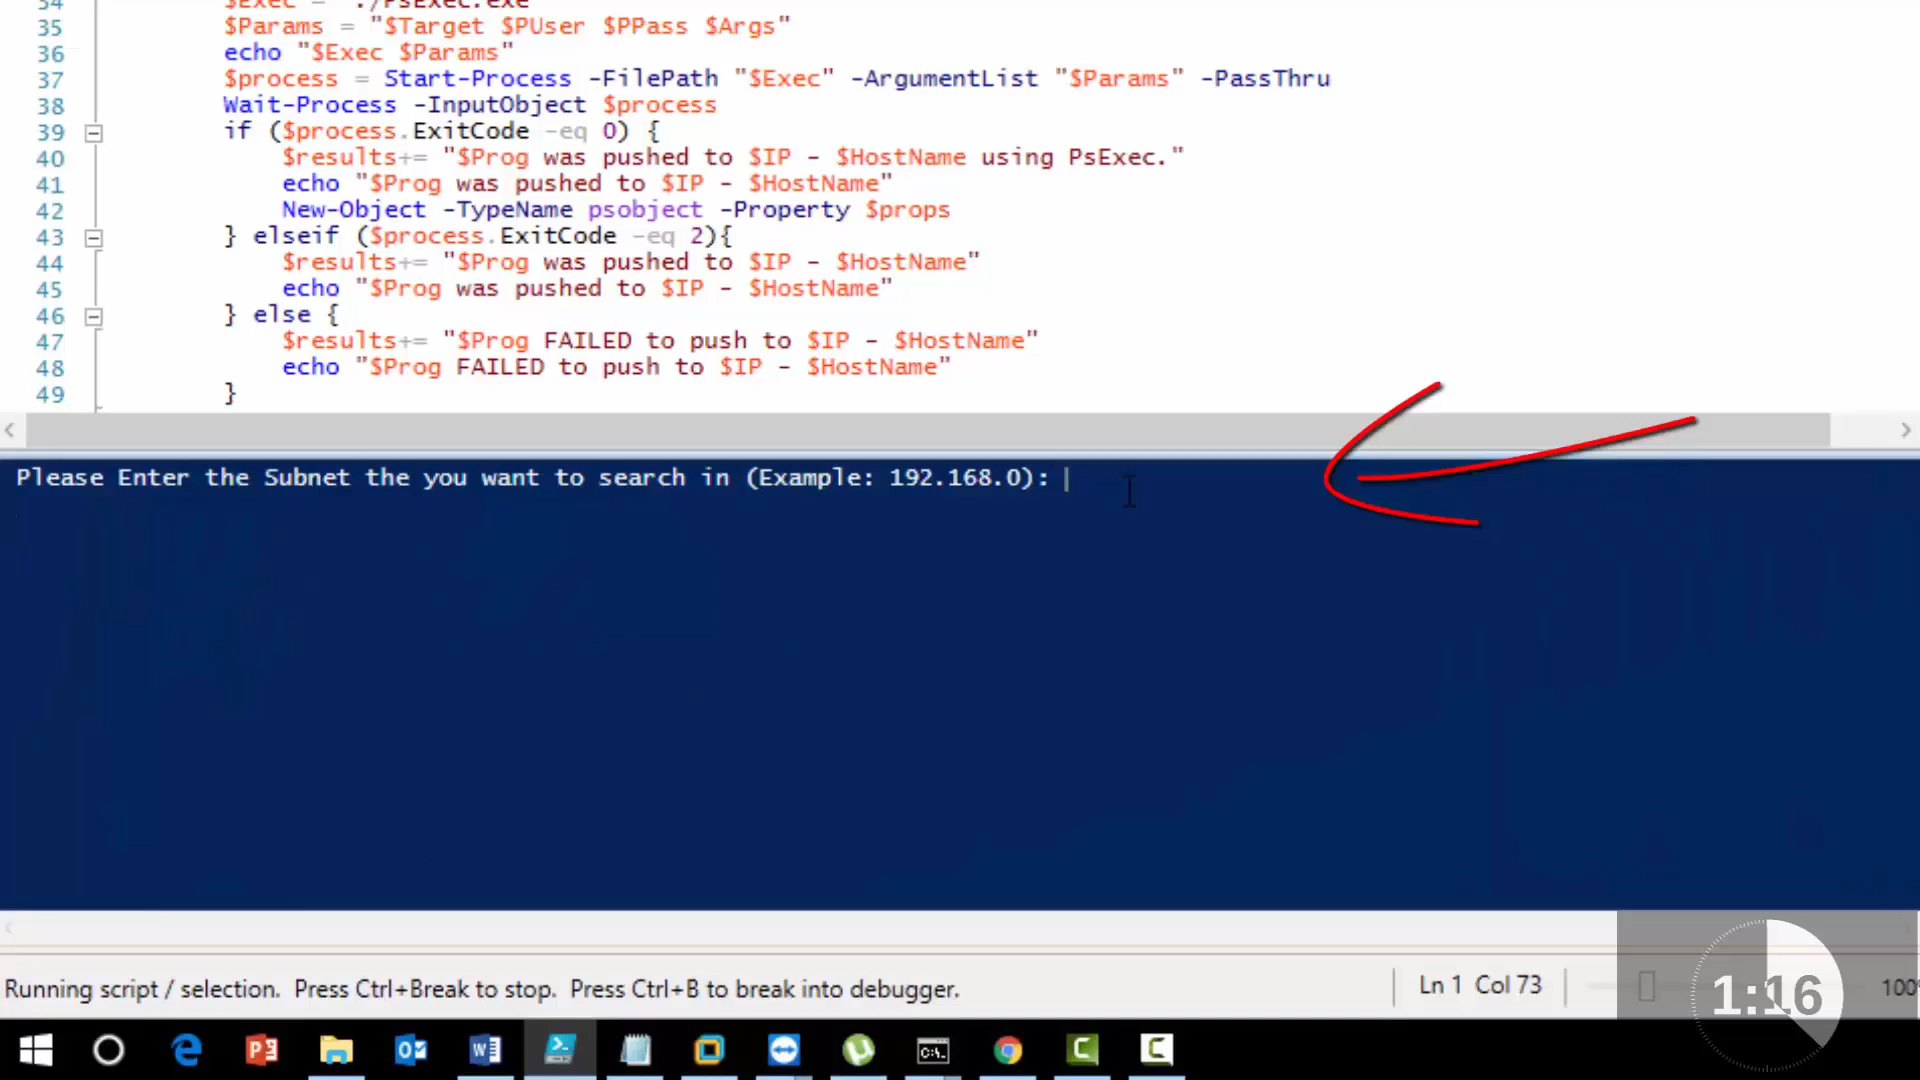 34 $Exec = "./PsExec.exe"
35 $Params = "$Target $PUser $PPass $Args"
36 echo "$Exec $Params"
37 $process = Start-Process -FilePath "$Exec" -ArgumentList "$Params" -PassThru
38 Wait-Process -InputObject $process
39 if ($process.ExitCode -eq 0) {
40 $results+= "$Prog was pushed to $IP - $HostName using PsExec."
41 echo "$Prog was pushed to $IP - $HostName"
42 New-Object -TypeName psobject -Property $props
43 } elseif ($process.ExitCode -eq 2){
44 $results+= "$Prog was pushed to $IP - $HostName"
45 echo "$Prog was pushed to $IP - $HostName"
46 } else {
47 $results+= "$Prog FAILED to push to $IP - $HostName"
48 echo "$Prog FAILED to push to $IP - $HostName"
49 }
Please Enter the Subnet the you want to search in (Example: 192.168.0):
Running script / selection. Press Ctrl+Break to stop. Press Ctrl+B to break into debugger.
Ln 1 Col 73
1:16
100